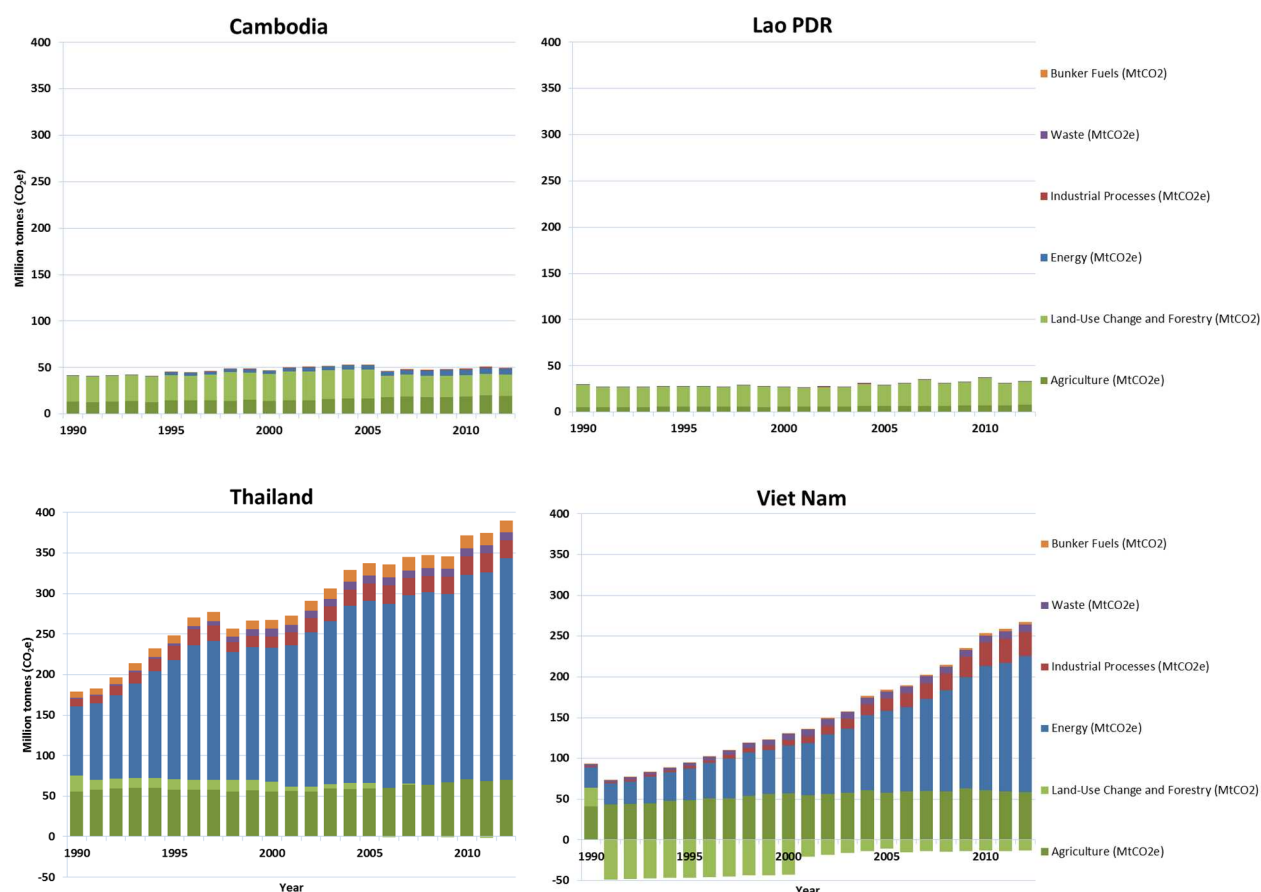 Cambodia
400
350
300
250
200
150
100
50
0
Million tonnes (CO₂e)
1990 1995 2000 2005 2010
Lao PDR
400
350
300
250
200
150
100
50
0
1990 1995 2000 2005 2010
Bunker Fuels (MtCO2)
Waste (MtCO2e)
Industrial Processes (MtCO2e)
Energy (MtCO2e)
Land-Use Change and Forestry (MtCO2)
Agriculture (MtCO2e)
Thailand
400
350
300
250
200
150
100
50
0
-50
Million tonnes (CO₂e)
1990 1995 2000 2005 2010
Year
Viet Nam
400
350
300
250
200
150
100
50
0
-50
1990 1995 2000 2005 2010
Year
Bunker Fuels (MtCO2)
Waste (MtCO2e)
Industrial Processes (MtCO2e)
Energy (MtCO2e)
Land-Use Change and Forestry (MtCO2)
Agriculture (MtCO2e)